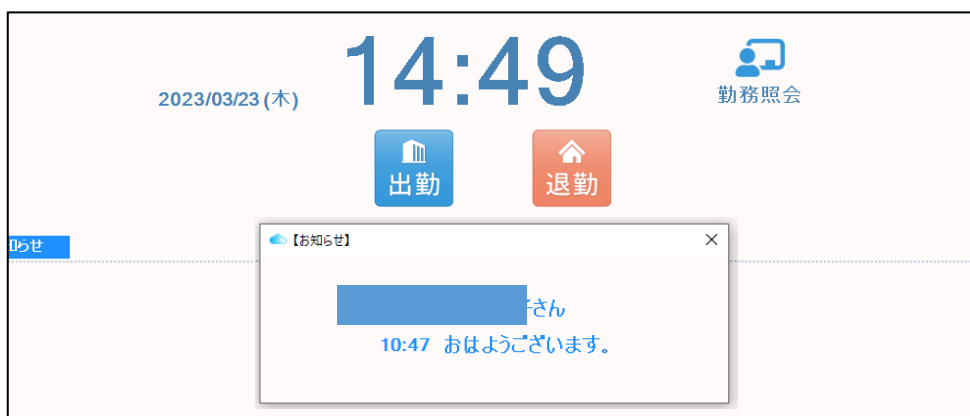 14:49
2023/03/23 (木)
勤務照会
出勤
退勤
らせ
【お知らせ】
さん
10:47 おはようございます。